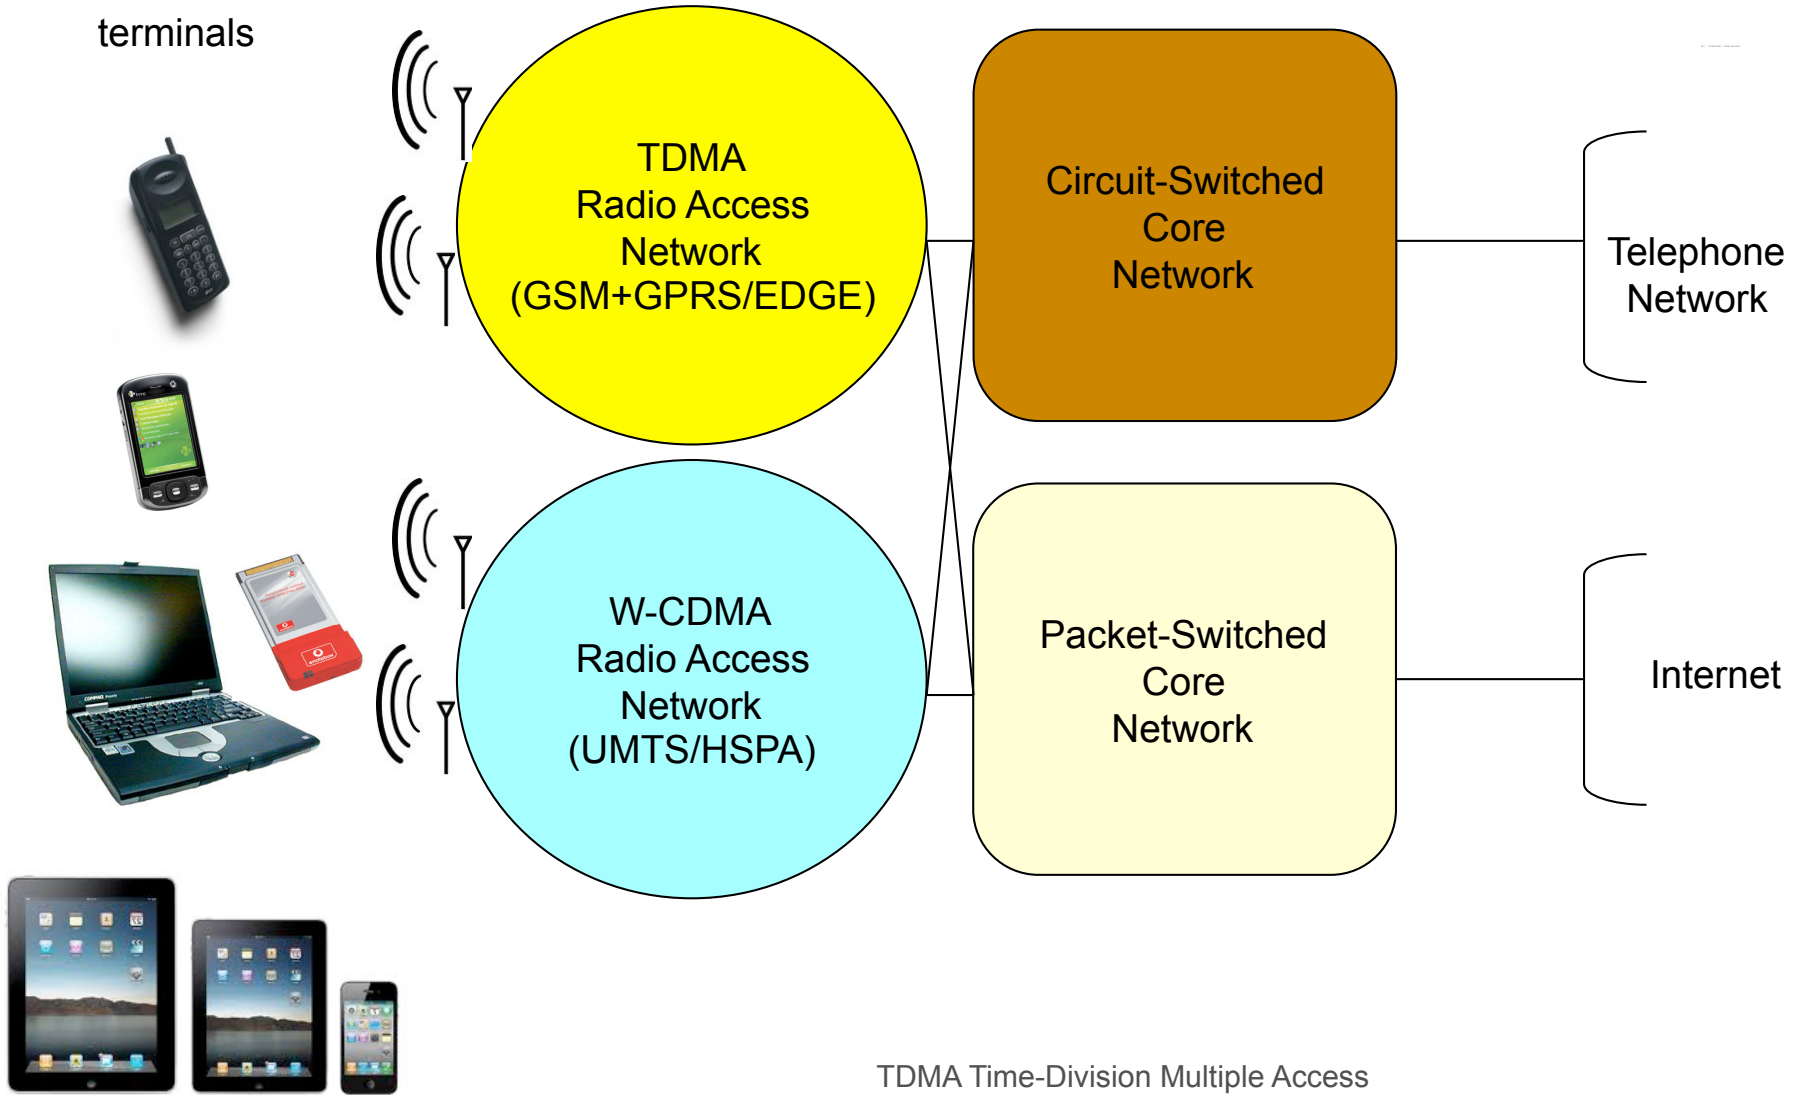 terminals
TDMA
Radio Access
Network
(GSM+GPRS/EDGE)
Circuit-Switched
Core
Network
Telephone
Network
W-CDMA
Radio Access
Network
(UMTS/HSPA)
Packet-Switched
Core
Network
Internet
TDMA Time-Division Multiple Access